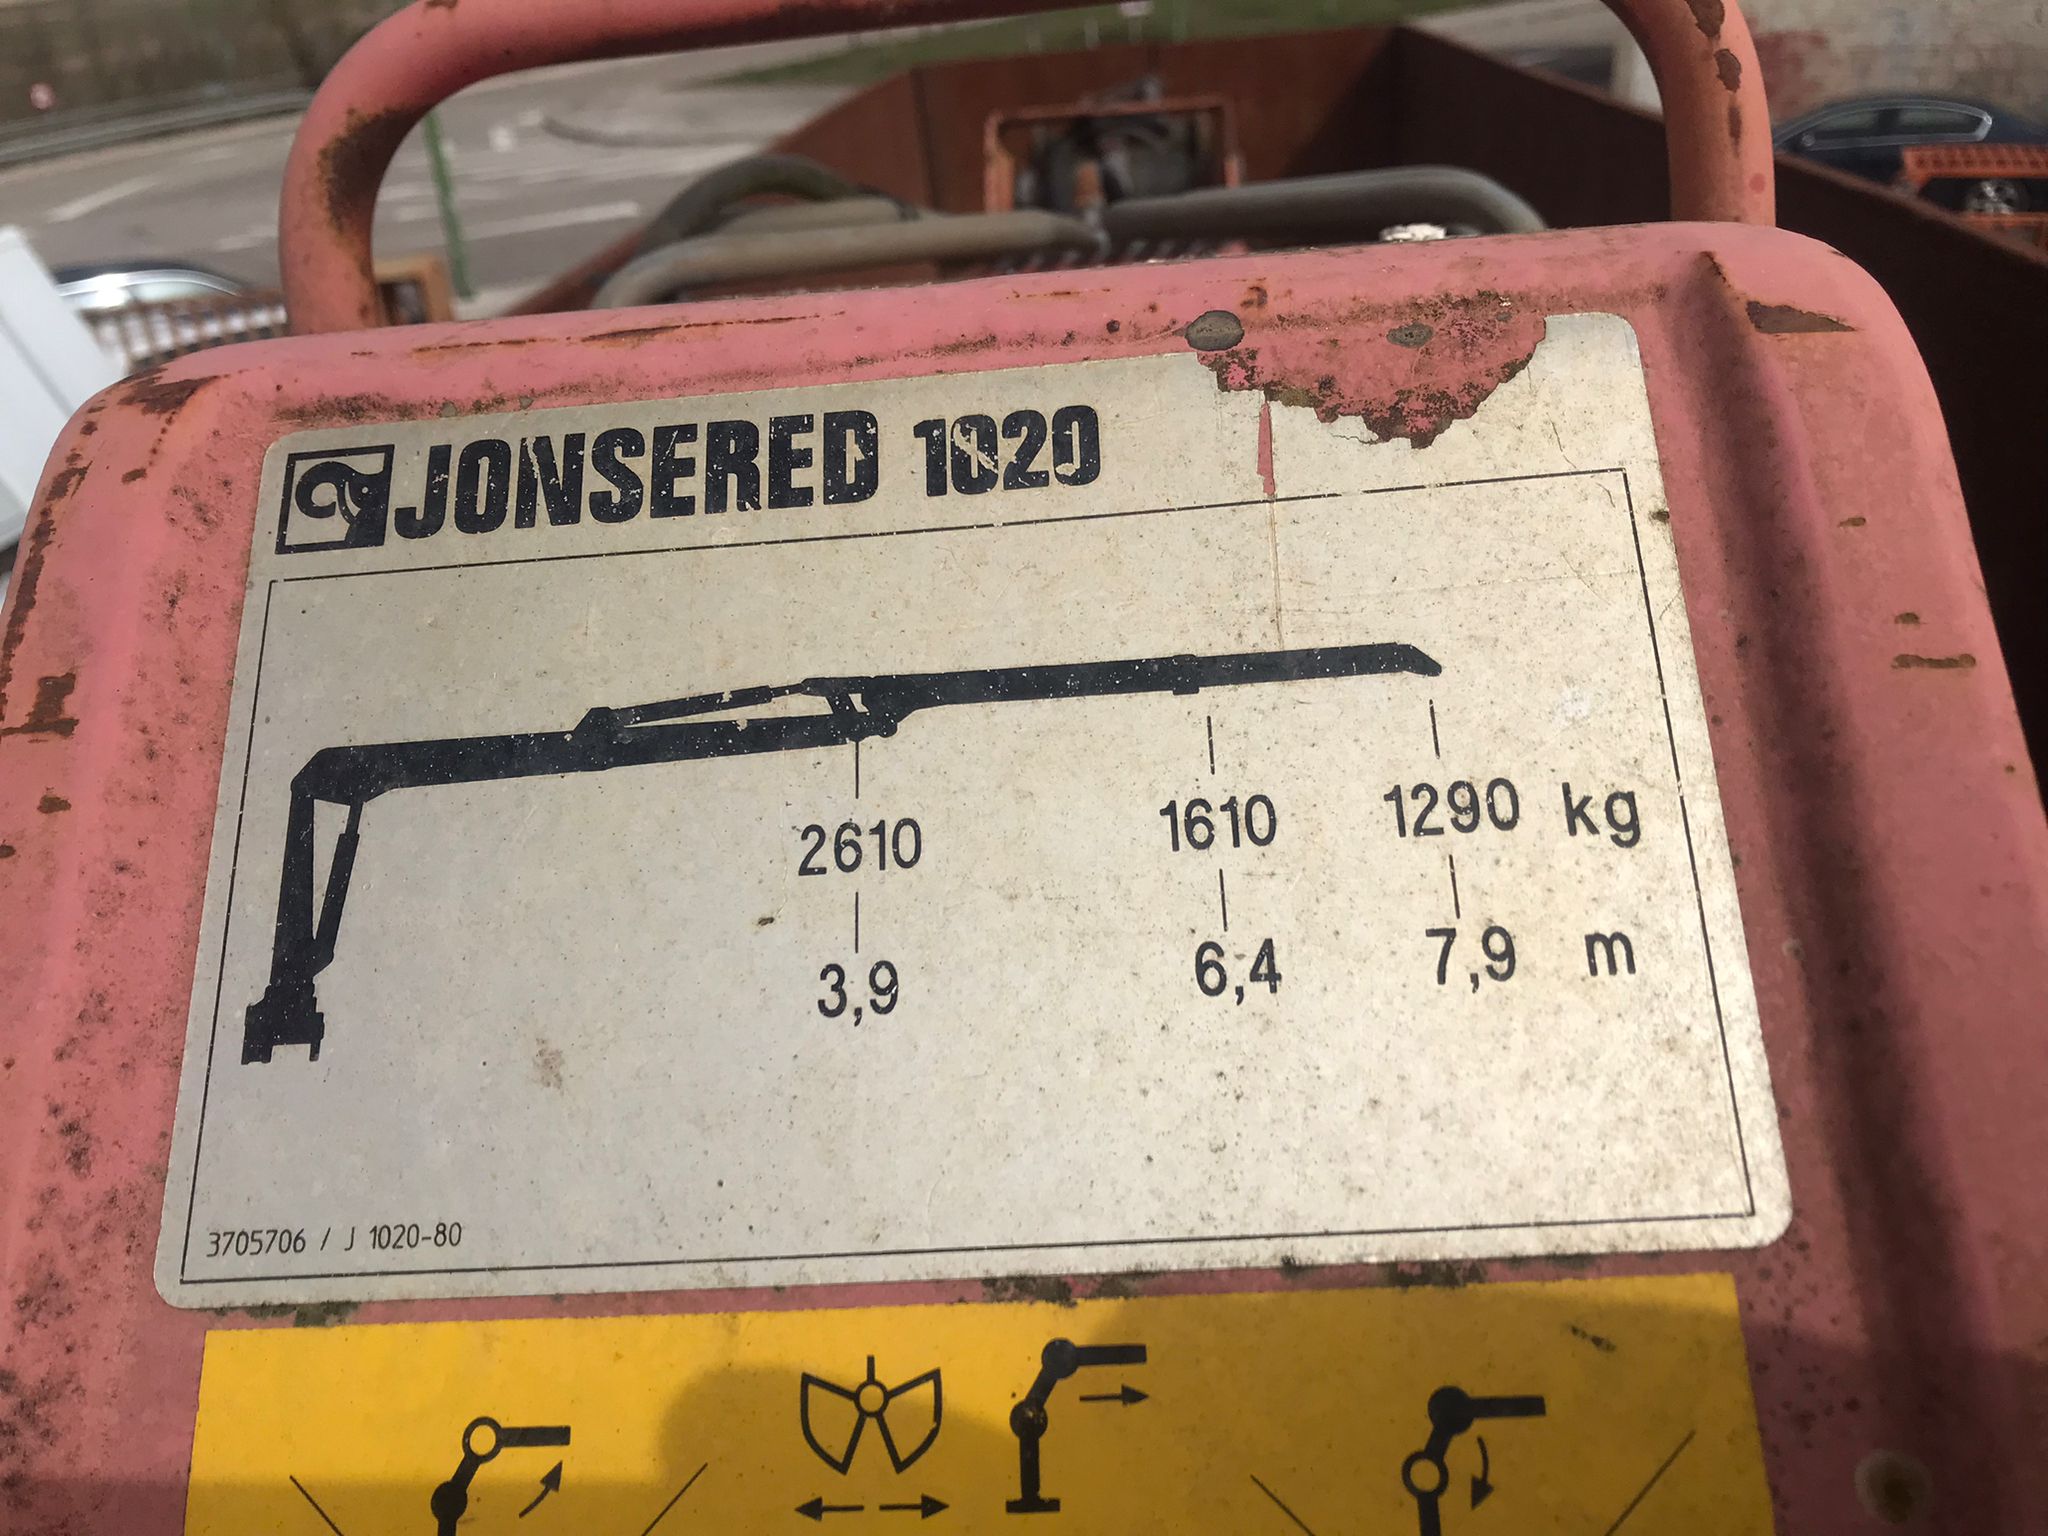 JONSERED 1020
2610 1610 1290 kg
3,9 6,4 7,9 m
3705706 / J 1020-80